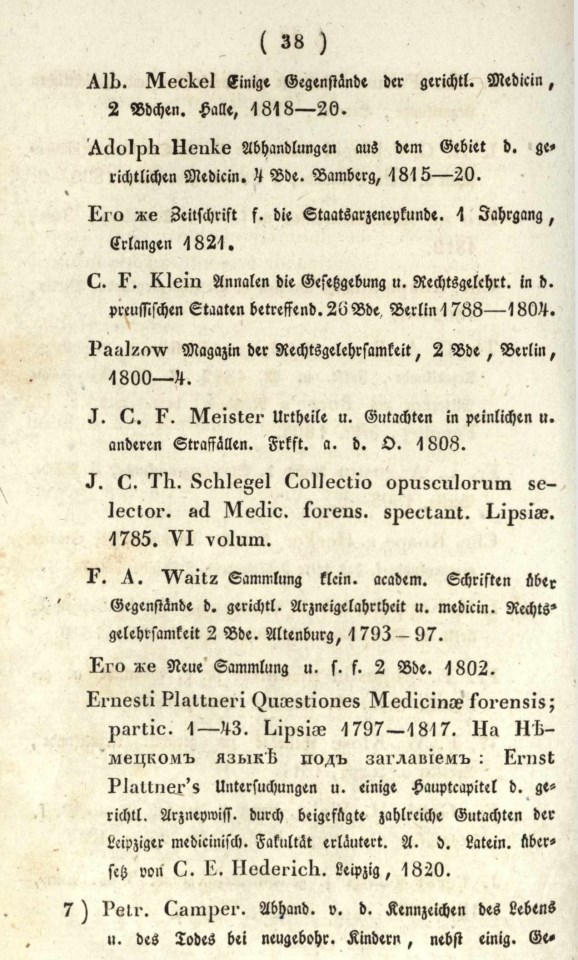 ( 38 )
Alb. Meckel Einige Gegenstände der gerichtl. Medicin,
2 Bdchen. Halle, 1818—20.
Adolph Henke Abhandlungen aus dem Gebiet d. ge-
richtlichen Medicin. 4 Bde. Bamberg, 1815—20.
Его же Zeitschrift f. die Staatsarzeneykunde. 1 Jahrgang,
Erlangen 1821.
C. F. Klein Annalen die Gesetzgebung u. Rechtsgelehrt. in d.
preussischen Staaten betreffend. 26 Bde, Berlin 1788—1804.
Paalzow Magazin der Rechtsgelehrsamkeit, 2 Bde, Berlin,
1800—4.
J. C. F. Meister Urtheile u. Gutachten in peinlichen u.
anderen Straffällen. Frkft. a. d. O. 1808.
J. C. Th. Schlegel Collectio opusculorum se-
lector. ad Medic. forens. spectant. Lipsiæ.
1785. VI volum.
F. A. Waitz Sammlung klein. academ. Schriften über
Gegenstände d. gerichtl. Arzneigelahrtheit u. medicin. Rechts-
gelehrsamkeit 2 Bde. Altenburg, 1793—97.
Его же Neue Sammlung u. s. f. 2 Bde. 1802.
Ernesti Plattneri Quæstiones Medicinæ forensis;
partic. 1—43. Lipsiæ 1797—1817. На Нѣ-
мецкомъ языкѣ подъ заглавіемъ: Ernst
Plattner's Untersuchungen u. einige Hauptcapitel d. ge-
richtl. Arzneywiss. durch beigefügte zahlreiche Gutachten der
Leipziger medicinisch. Fakultät erläutert. A. d. Latein. über-
setz von C. E. Hederich. Leipzig, 1820.
7) Petr. Camper. Abhand. v. d. Kennzeichen des Lebens
u. des Todes bei neugebohr. Kindern, nebst einig. Ge-